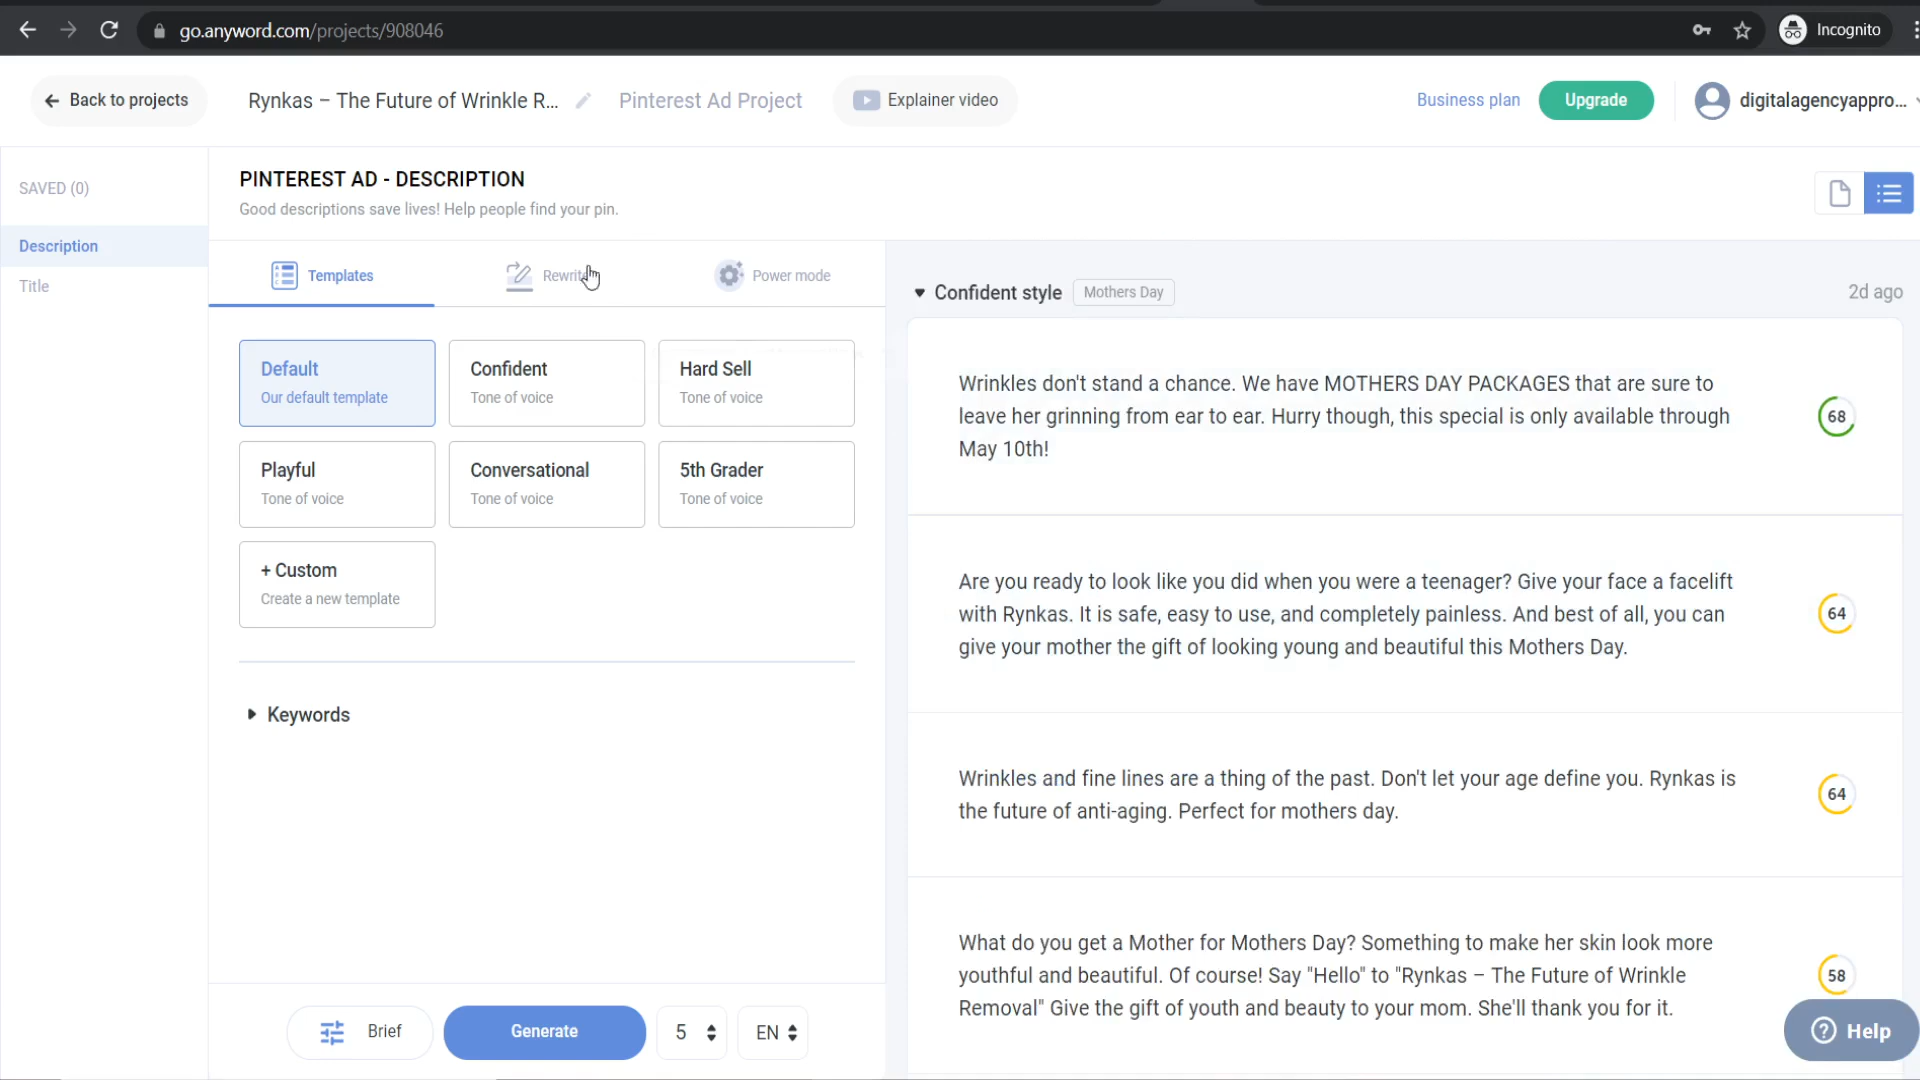 go.anyword.com/projects/908046
Incognito
Back to projects
Rynkas – The Future of Wrinkle R...
Pinterest Ad Project
Explainer video
Business plan
Upgrade
digitalagencyappro...
SAVED (0)
Description
Title
PINTEREST AD - DESCRIPTION
Good descriptions save lives! Help people find your pin.
Templates
Rewrite
Power mode
Default
Our default template
Confident
Tone of voice
Hard Sell
Tone of voice
Playful
Tone of voice
Conversational
Tone of voice
5th Grader
Tone of voice
+ Custom
Create a new template
Keywords
Brief
Generate
5
EN
Confident style
Mothers Day
2d ago
Wrinkles don't stand a chance. We have MOTHERS DAY PACKAGES that are sure to
leave her grinning from ear to ear. Hurry though, this special is only available through
May 10th!
68
Are you ready to look like you did when you were a teenager? Give your face a facelift
with Rynkas. It is safe, easy to use, and completely painless. And best of all, you can
give your mother the gift of looking young and beautiful this Mothers Day.
64
Wrinkles and fine lines are a thing of the past. Don't let your age define you. Rynkas is
the future of anti-aging. Perfect for mothers day.
64
What do you get a Mother for Mothers Day? Something to make her skin look more
youthful and beautiful. Of course! Say "Hello" to "Rynkas – The Future of Wrinkle
Removal" Give the gift of youth and beauty to your mom. She'll thank you for it.
58
Help